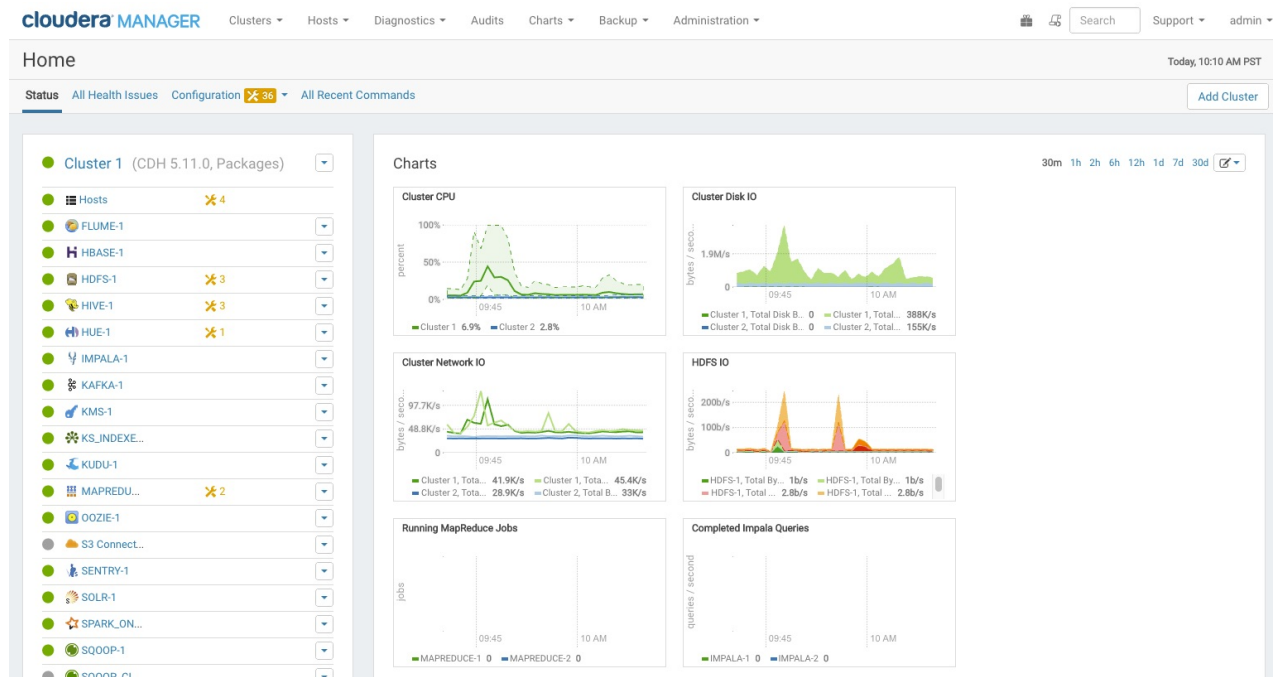 cloudera MANAGER Clusters Hosts Diagnostics Audits Charts Backup Administration Search Support admin
Home
Today, 10:10 AM PST
Status All Health Issues Configuration 36 All Recent Commands Add Cluster
Cluster 1 (CDH 5.11.0, Packages)
Hosts 4
FLUME-1
HBASE-1
HDFS-1 3
HIVE-1 3
HUE-1 1
IMPALA-1
KAFKA-1
KMS-1
KS_INDEXE...
KUDU-1
MAPREDU... 2
OOZIE-1
S3 Connect...
SENTRY-1
SOLR-1
SPARK_ON...
SQOOP-1
Charts
30m 1h 2h 6h 12h 1d 7d 30d
Cluster CPU
percent
100%
50%
0%
09:45 10 AM
Cluster 1 6.9% Cluster 2 2.8%
Cluster Disk IO
bytes / seco...
1.9M/s
0
09:45 10 AM
Cluster 1, Total Disk B... 0 Cluster 1, Total... 388K/s
Cluster 2, Total Disk B... 0 Cluster 2, Total... 155K/s
Cluster Network IO
bytes / seco...
97.7K/s
48.8K/s
0
09:45 10 AM
Cluster 1, Tota... 41.9K/s Cluster 1, Tota... 45.4K/s
Cluster 2, Tota... 28.9K/s Cluster 2, Total B... 33K/s
HDFS IO
bytes / seco...
200b/s
100b/s
0
09:45 10 AM
HDFS-1, Total By... 1b/s HDFS-1, Total By... 1b/s
HDFS-1, Total ... 2.8b/s HDFS-1, Total ... 2.8b/s
Running MapReduce Jobs
jobs
09:45 10 AM
MAPREDUCE-1 0 MAPREDUCE-2 0
Completed Impala Queries
queries / second
09:45 10 AM
IMPALA-1 0 IMPALA-2 0